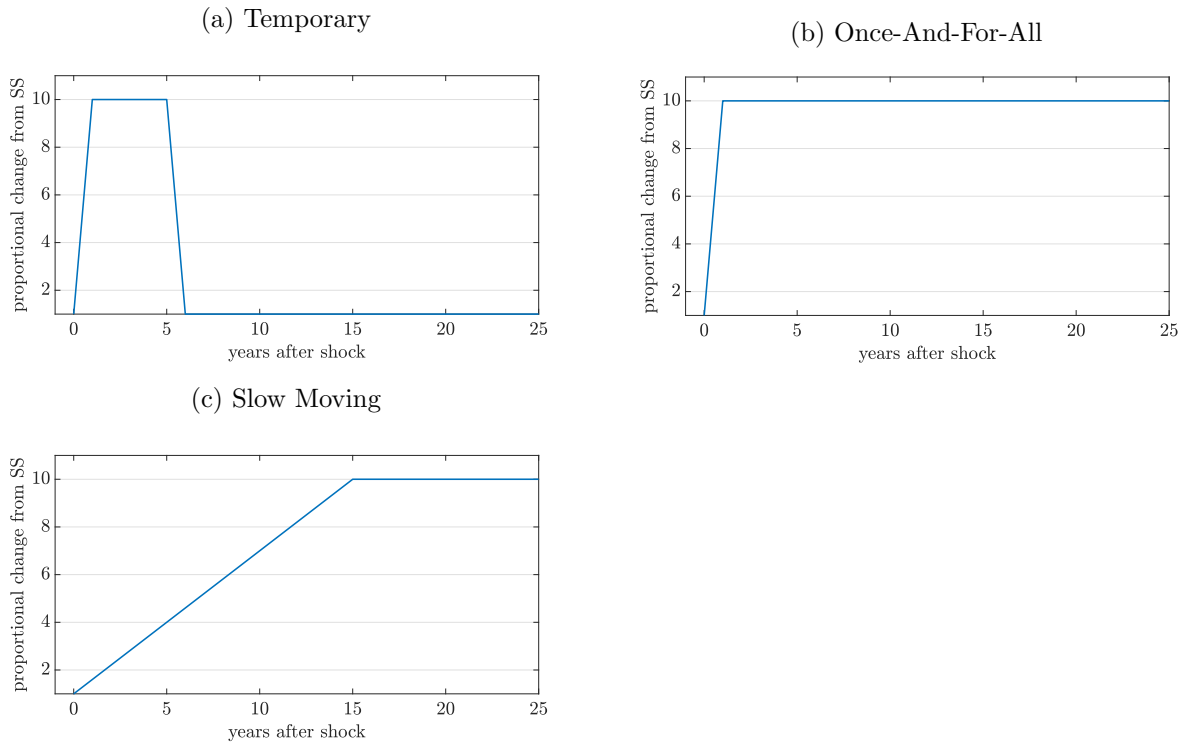 (a) Temporary
proportional change from SS
10
8
6
4
2
0 5 10 15 20 25
years after shock
(b) Once-And-For-All
proportional change from SS
10
8
6
4
2
0 5 10 15 20 25
years after shock
(c) Slow Moving
proportional change from SS
10
8
6
4
2
0 5 10 15 20 25
years after shock